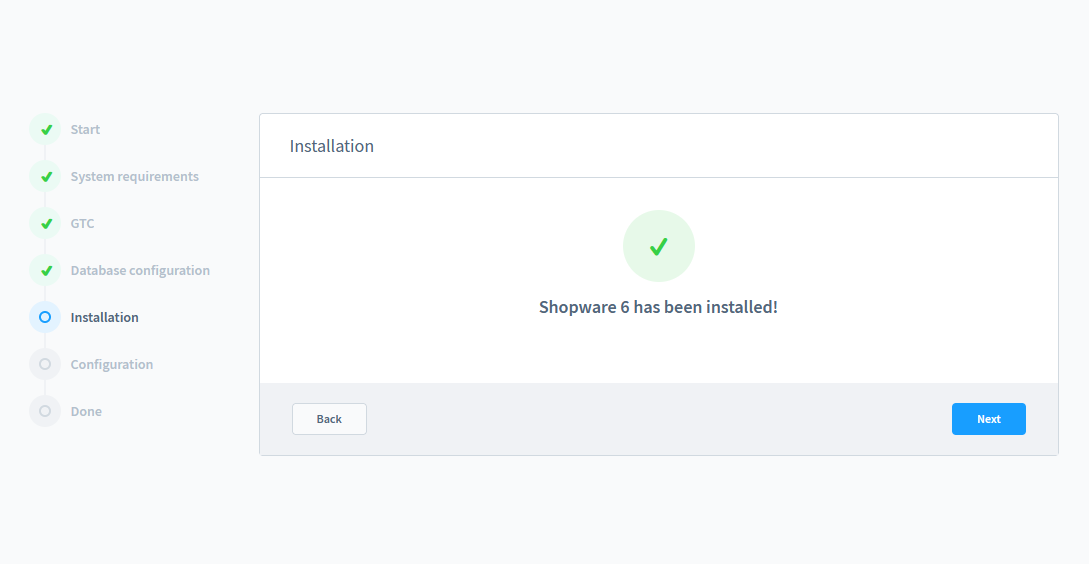 Start
System requirements
GTC
Database configuration
Installation
Configuration
Done
Installation
Shopware 6 has been installed!
Back
Next